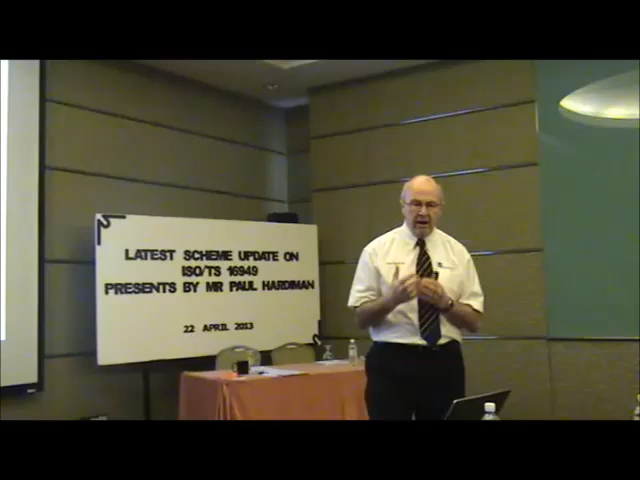 LATEST SCHEME UPDATE ON
ISO/TS 16949
PRESENTS BY MR PAUL HARDIMAN
22 APRIL 2013